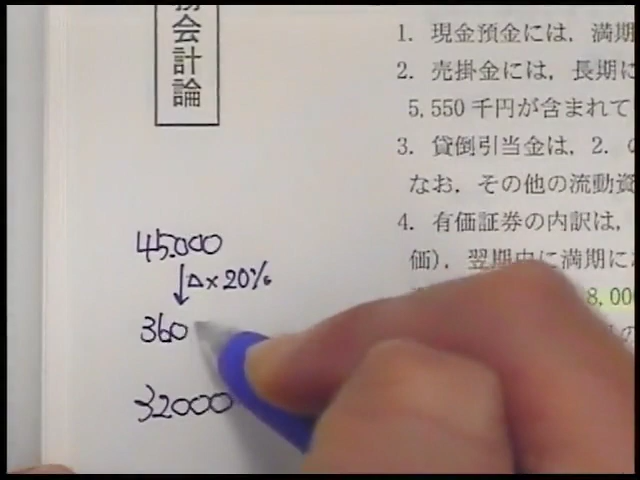 務会計論
1. 現金預金には，満期
2. 売掛金には，長期に
5,550 千円が含まれて
3. 貸倒引当金は，2. の
なお，その他の流動資
4. 有価証券の内訳は，
価)，翌期中に満期に
8,00
45.000
↓△×20%
360
32000